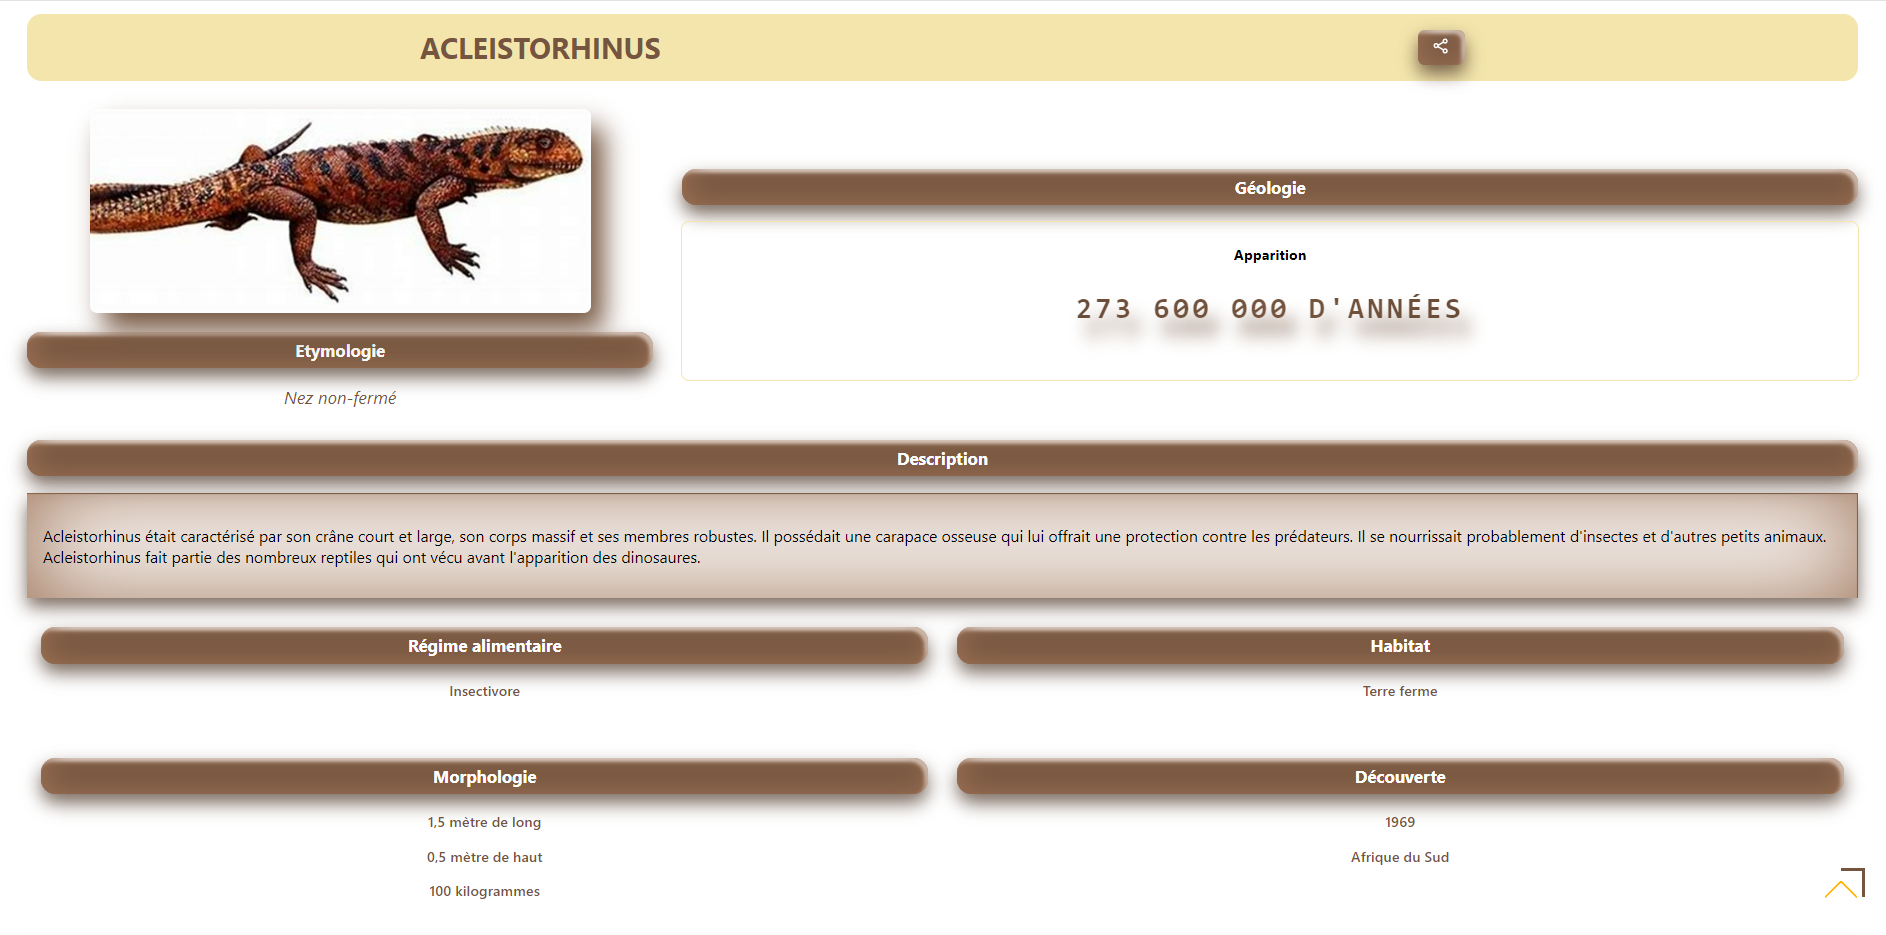 ACLEISTORHINUS
Etymologie
Nez non-fermé
Géologie
Apparition
273 600 000 D'ANNÉES
Description
Acleistorhinus était caractérisé par son crâne court et large, son corps massif et ses membres robustes. Il possédait une carapace osseuse qui lui offrait une protection contre les prédateurs. Il se nourrissait probablement d'insectes et d'autres petits animaux.
Acleistorhinus fait partie des nombreux reptiles qui ont vécu avant l'apparition des dinosaures.
Régime alimentaire
Insectivore
Habitat
Terre ferme
Morphologie
1,5 mètre de long
0,5 mètre de haut
100 kilogrammes
Découverte
1969
Afrique du Sud